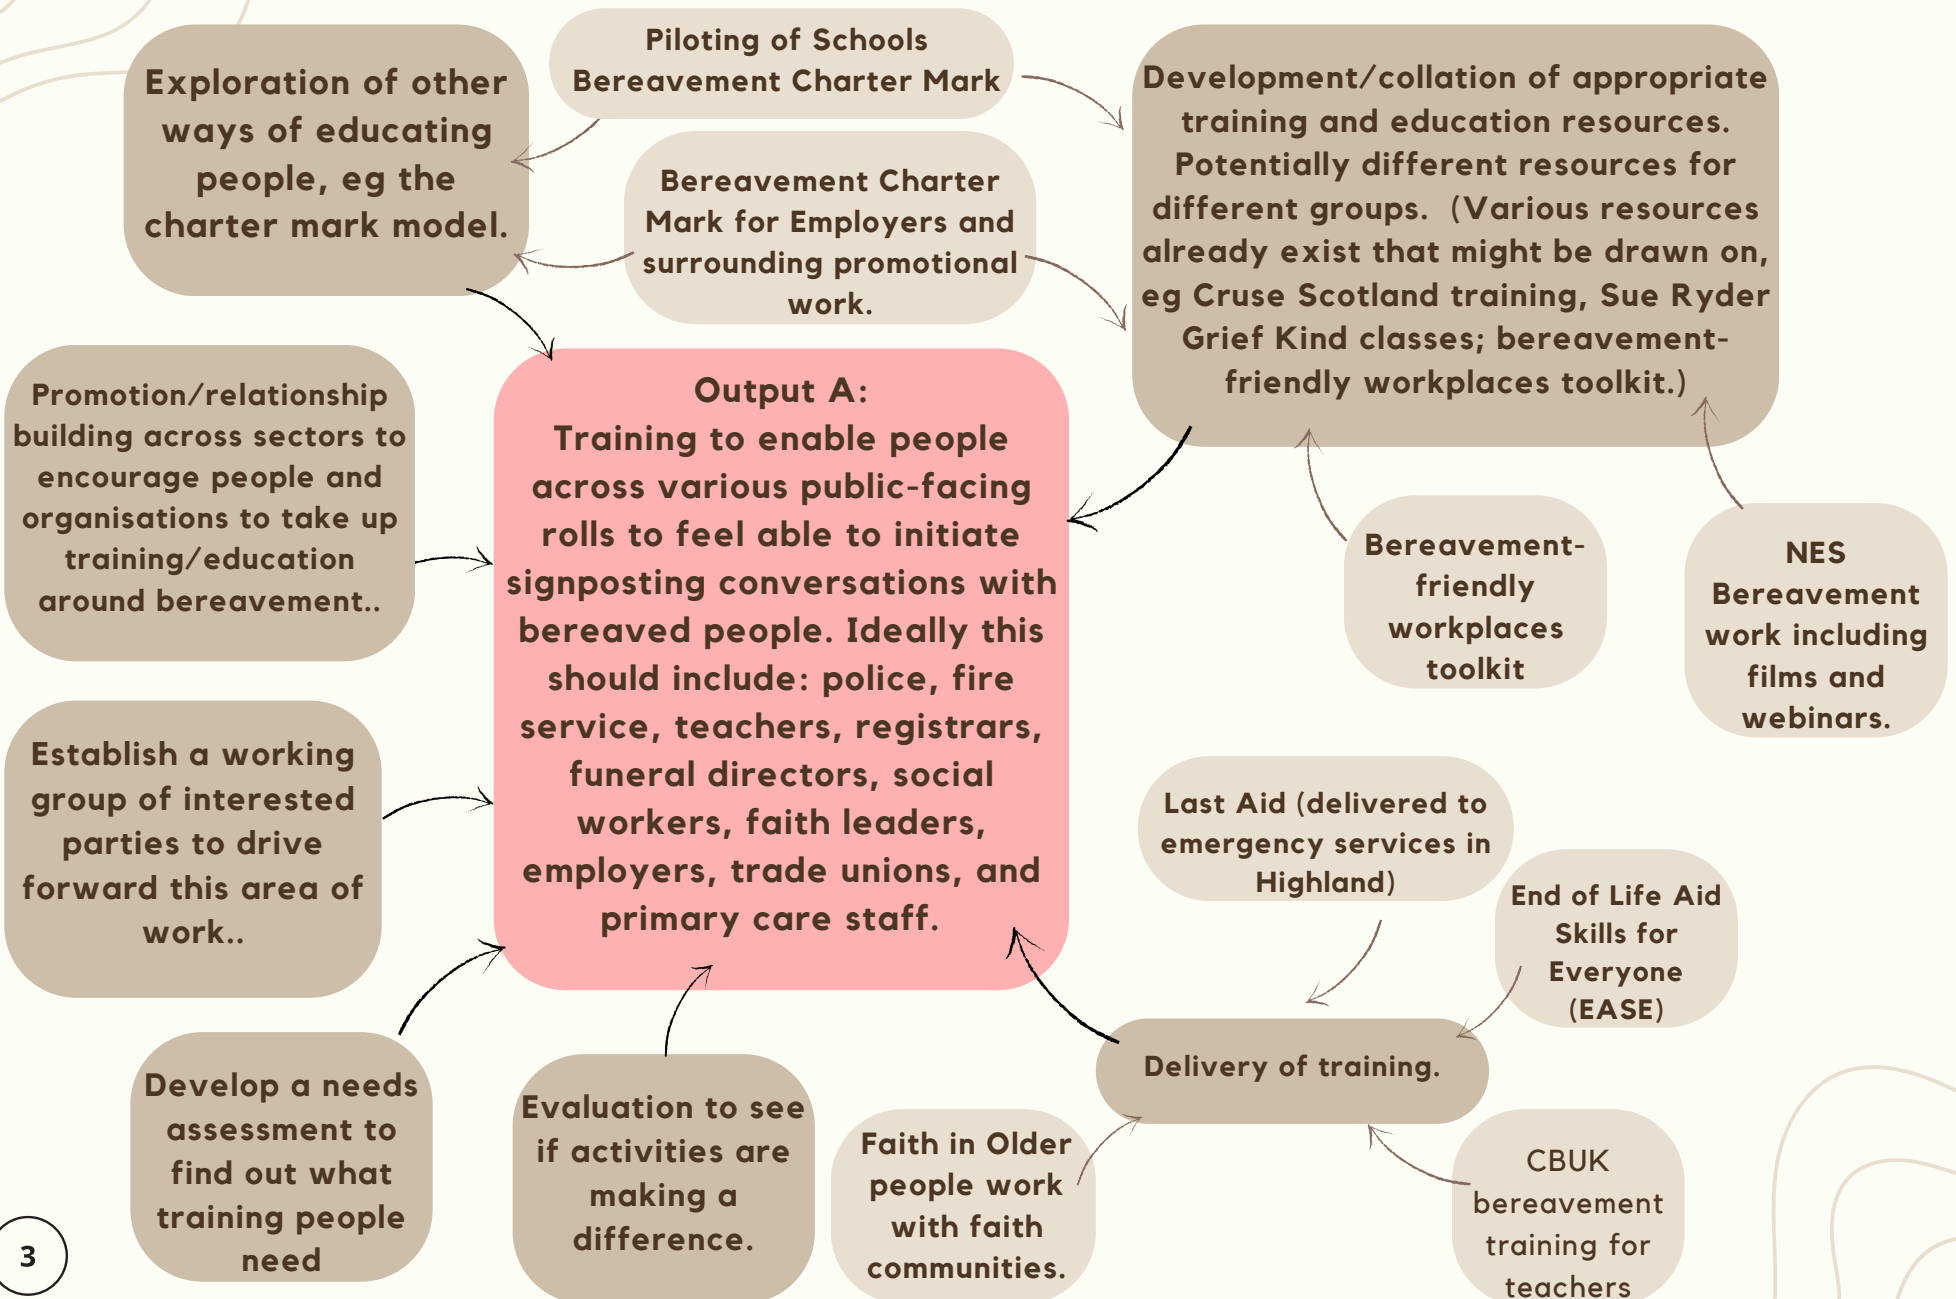 Exploration of other
ways of educating
people, eg the
charter mark model.
Piloting of Schools
Bereavement Charter Mark
Bereavement Charter
Mark for Employers and
surrounding promotional
work.
Development/collation of appropriate
training and education resources.
Potentially different resources for
different groups.  (Various resources
already exist that might be drawn on,
eg Cruse Scotland training, Sue Ryder
Grief Kind classes; bereavement-
friendly workplaces toolkit.)
Promotion/relationship
building across sectors to
encourage people and
organisations to take up
training/education
around bereavement..
Output A:
Training to enable people
across various public-facing
rolls to feel able to initiate
signposting conversations with
bereaved people. Ideally this
should include: police, fire
service, teachers, registrars,
funeral directors, social
workers, faith leaders,
employers, trade unions, and
primary care staff.
Bereavement-
friendly
workplaces
toolkit
NES
Bereavement
work including
films and
webinars.
Establish a working
group of interested
parties to drive
forward this area of
work..
Last Aid (delivered to
emergency services in
Highland)
End of Life Aid
Skills for
Everyone
(EASE)
Delivery of training.
Develop a needs
assessment to
find out what
training people
need
Evaluation to see
if activities are
making a
difference.
Faith in Older
people work
with faith
communities.
CBUK
bereavement
training for
teachers
3